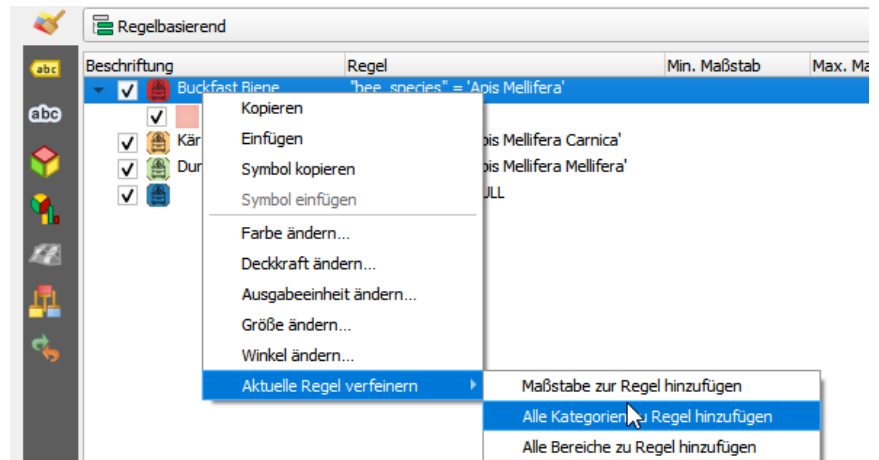 Regelbasierend
abc
Beschriftung Regel Min. Maßstab Max. Ma
Buckfast Biene "bee_species" = 'Apis Mellifera'
abc
Kopieren
Einfügen
Kär pis Mellifera Carnica'
Dur pis Mellifera Mellifera'
Symbol kopieren
ULL
Symbol einfügen
Farbe ändern...
Deckkraft ändern...
Ausgabeeinheit ändern...
Größe ändern...
Winkel ändern...
Aktuelle Regel verfeinern
Maßstabe zur Regel hinzufügen
Alle Kategorien zu Regel hinzufügen
Alle Bereiche zu Regel hinzufügen